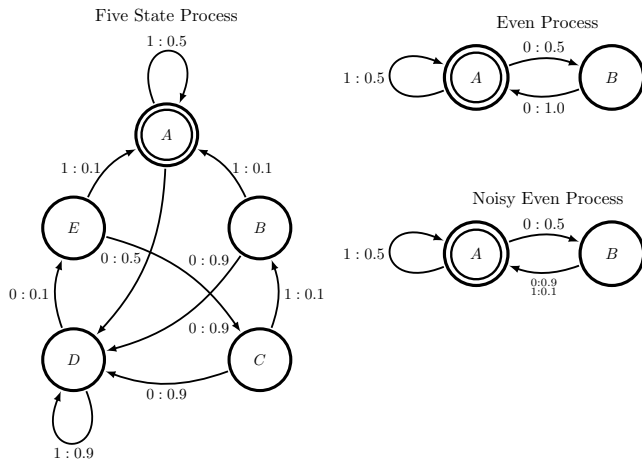 Five State Process
1 : 0.5
A
1 : 0.1
1 : 0.1
E
B
0 : 0.5
0 : 0.9
0 : 0.1
1 : 0.1
0 : 0.9
D
C
0 : 0.9
1 : 0.9
Even Process
0 : 0.5
1 : 0.5
A
B
0 : 1.0
Noisy Even Process
0 : 0.5
1 : 0.5
A
B
0:0.9
1:0.1